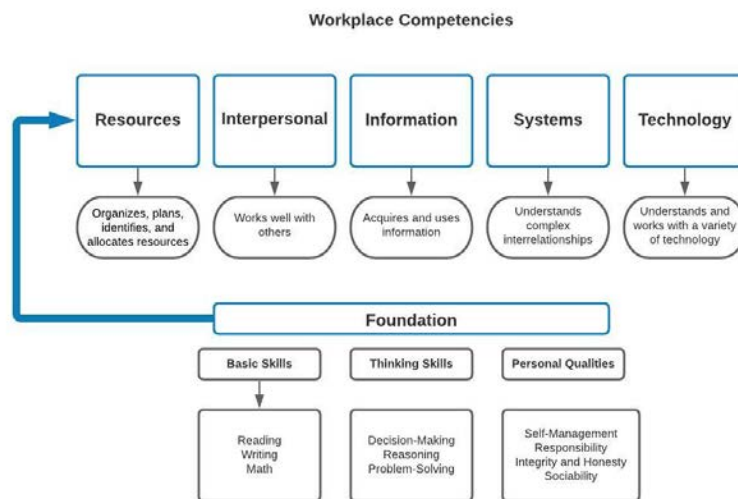 Workplace Competencies
Resources
Interpersonal
Information
Systems
Technology
Organizes, plans,
identifies, and
allocates resources
Works well with
others
Acquires and uses
information
Understands
complex
interrelationships
Understands and
works with a variety
of technology
Foundation
Basic Skills
Thinking Skills
Personal Qualities
Reading
Writing
Math
Decision-Making
Reasoning
Problem-Solving
Self-Management
Responsibility
Integrity and Honesty
Sociability